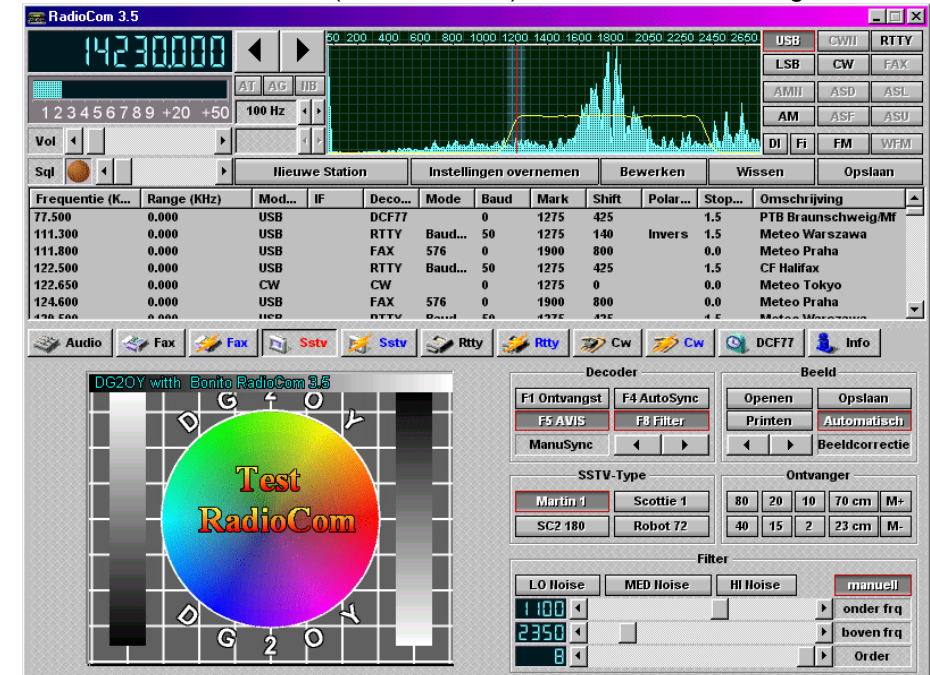 RadioCom 3.5
14230.000
50 200 400 600 800 1000 1200 1400 1600 1800 2050 2250 2450 2650
USB CWN RTTY
LSB CW FAX
AT AG NB
AMN ASD ASL
1 2 3 4 5 6 7 8 9 +20 +50
100 Hz
AM ASF ASU
Vol
DI Fi FM WFM
Sql
Nieuwe Station Instellingen overnemen Bewerken Wissen Opslaan
Frequentie (K... Range (KHz) Mod... IF Deco... Mode Baud Mark Shift Polar... Stop... Omschrijving
77.500 0.000 USB DCF77 0 1275 425 1.5 PTB Braunschweig/Mf
111.300 0.000 USB RTTY Baud... 50 1275 140 Invers 1.5 Meteo Warszawa
111.800 0.000 USB FAX 576 0 1900 800 0.0 Meteo Praha
122.500 0.000 USB RTTY Baud... 50 1275 425 1.5 CF Halifax
122.650 0.000 CW CW 0 1275 0 0.0 Meteo Tokyo
124.600 0.000 USB FAX 576 0 1900 800 0.0 Meteo Praha
Audio Fax Fax Sstv Sstv Rtty Rtty Cw Cw DCF77 Info
DG2OY witth Bonito RadioCom 3.5
DG2OY
Test
RadioCom
DG2OY
Decoder
F1 Ontvangst F4 AutoSync
F5 AVIS F8 Filter
ManuSync
Beeld
Openen Opslaan
Printen Automatisch
Beeldcorrectie
SSTV-Type
Martin 1 Scottie 1
SC2 180 Robot 72
Ontvanger
80 20 10 70 cm M+
40 15 2 23 cm M-
Filter
LO Noise MED Noise HI Noise manuell
1100 onder frq
2350 boven frq
8 Order